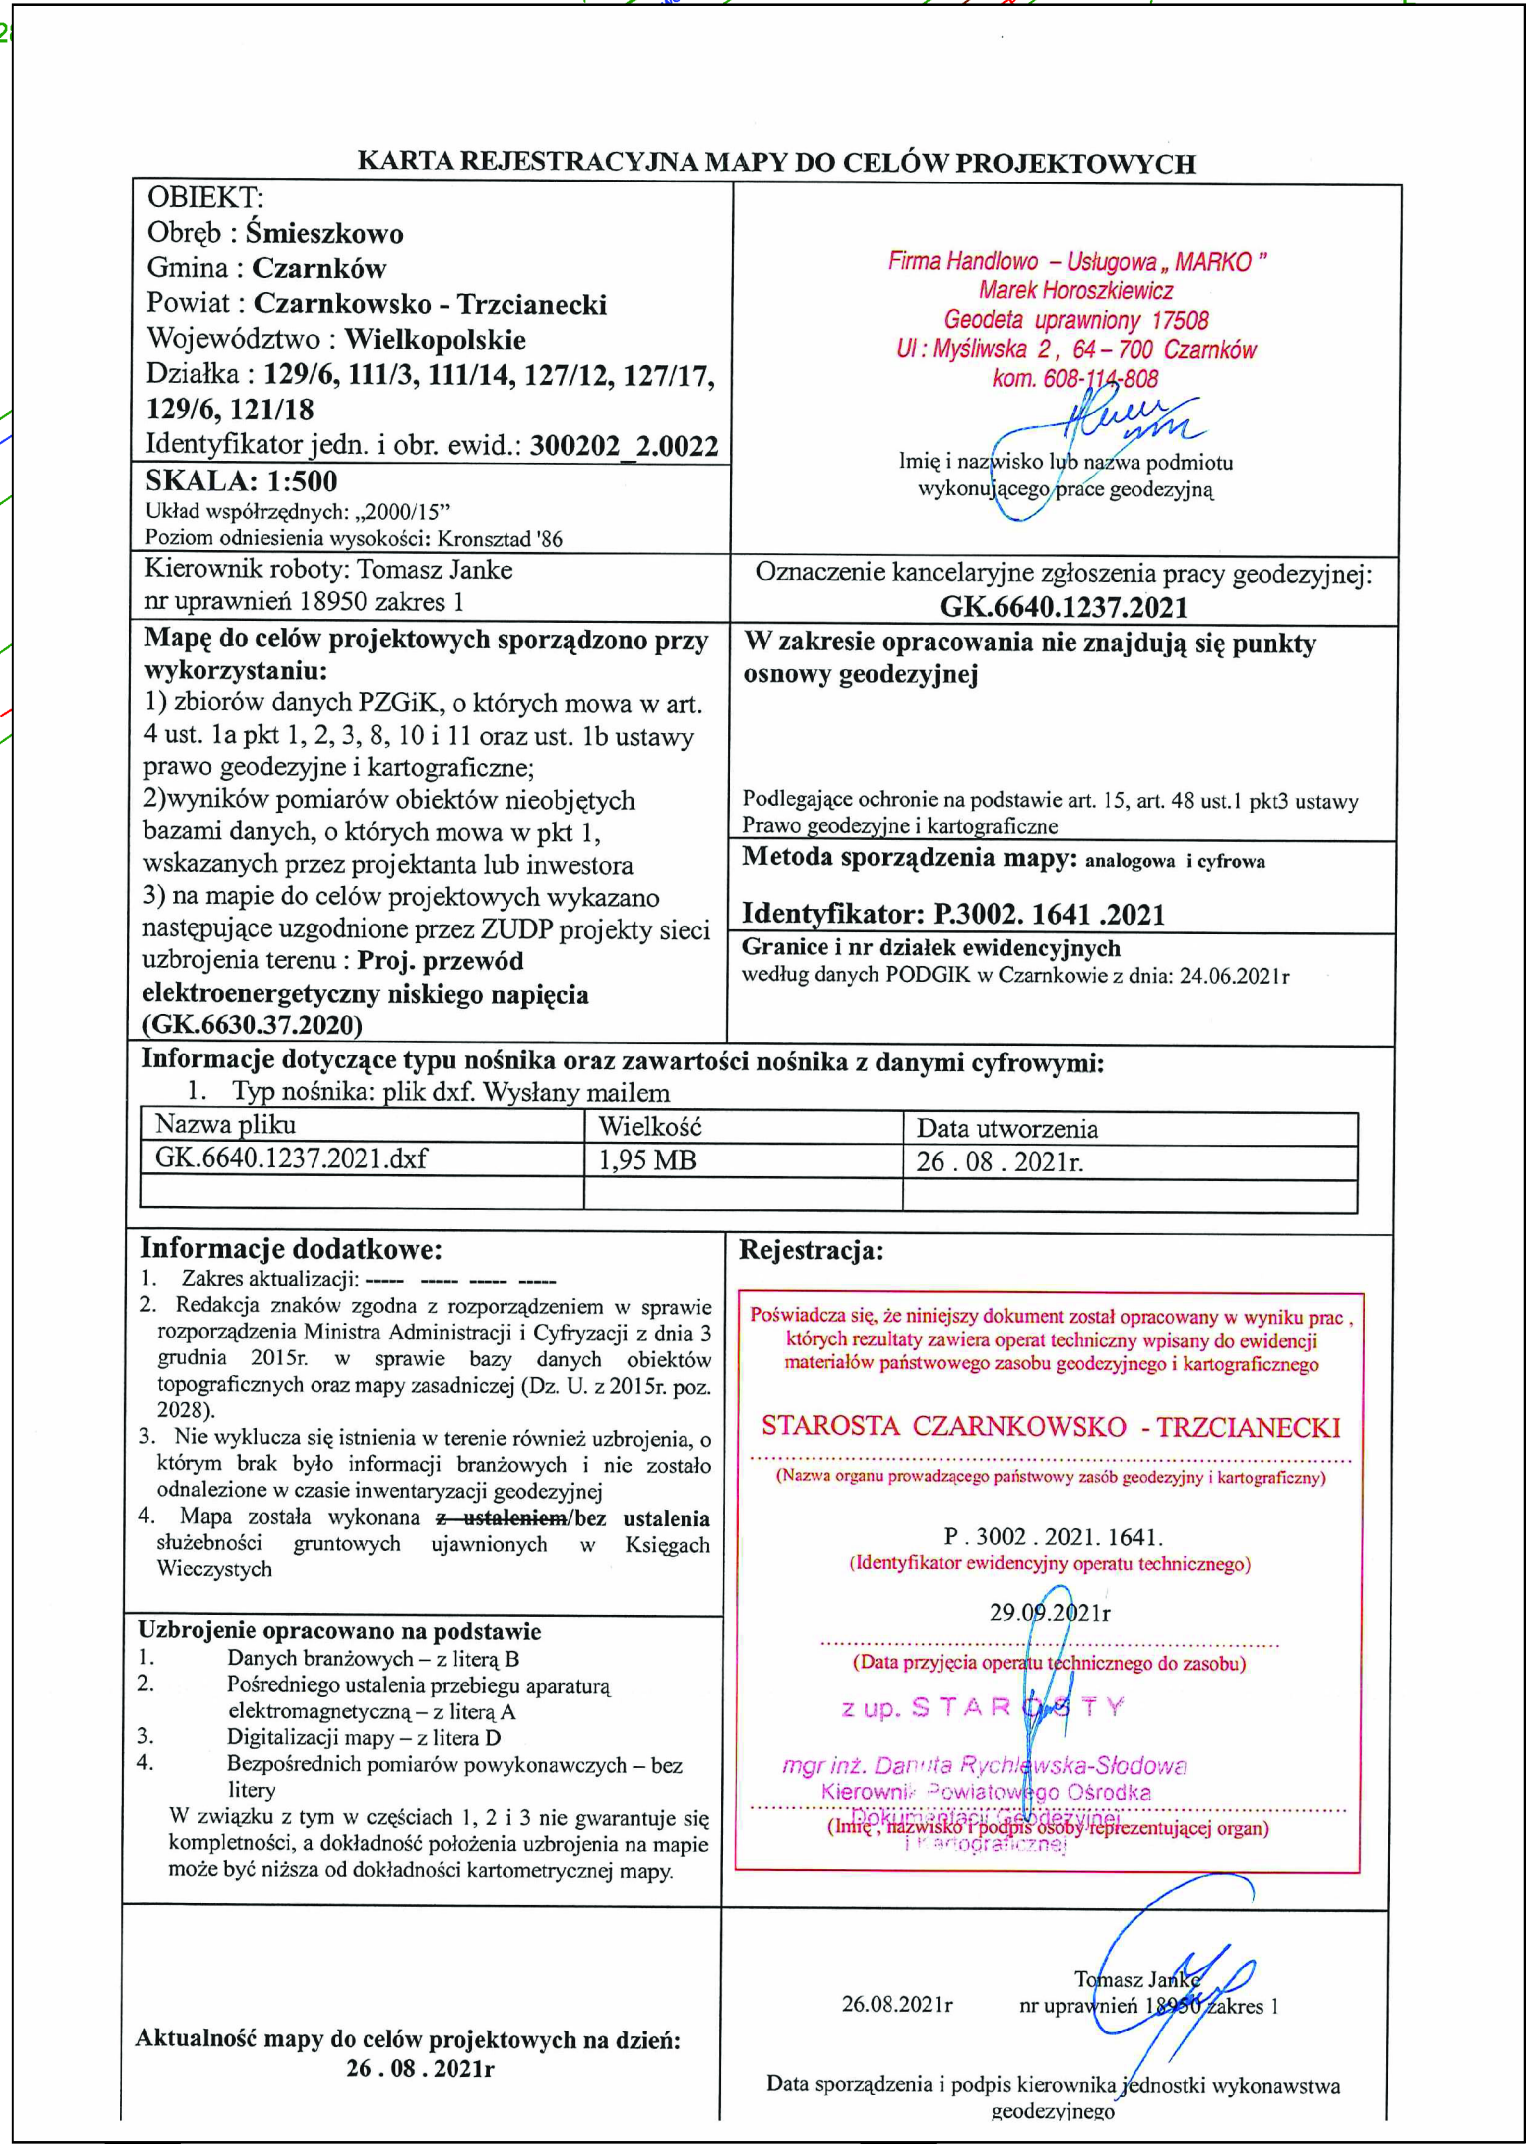 KARTA REJESTRACYJNA MAPY DO CELÓW PROJEKTOWYCH
OBIEKT:
Obręb : Śmieszkowo
Gmina : Czarnków
Powiat : Czarnkowsko - Trzcianecki
Województwo : Wielkopolskie
Działka : 129/6, 111/3, 111/14, 127/12, 127/17,
129/6, 121/18
Identyfikator jedn. i obr. ewid.: 300202_2.0022
SKALA: 1:500
Układ współrzędnych: „2000/15”
Poziom odniesienia wysokości: Kronsztad '86
Firma Handlowo – Usługowa „ MARKO ”
Marek Horoszkiewicz
Geodeta uprawniony 17508
Ul : Myśliwska 2 , 64 – 700 Czarnków
kom. 608-114-808
Imię i nazwisko lub nazwa podmiotu
wykonującego prace geodezyjną
Kierownik roboty: Tomasz Janke
nr uprawnień 18950 zakres 1
Oznaczenie kancelaryjne zgłoszenia pracy geodezyjnej:
GK.6640.1237.2021
Mapę do celów projektowych sporządzono przy
wykorzystaniu:
1) zbiorów danych PZGiK, o których mowa w art.
4 ust. 1a pkt 1, 2, 3, 8, 10 i 11 oraz ust. 1b ustawy
prawo geodezyjne i kartograficzne;
2)wyników pomiarów obiektów nieobjętych
bazami danych, o których mowa w pkt 1,
wskazanych przez projektanta lub inwestora
3) na mapie do celów projektowych wykazano
następujące uzgodnione przez ZUDP projekty sieci
uzbrojenia terenu : Proj. przewód
elektroenergetyczny niskiego napięcia
(GK.6630.37.2020)
W zakresie opracowania nie znajdują się punkty
osnowy geodezyjnej
Podlegające ochronie na podstawie art. 15, art. 48 ust.1 pkt3 ustawy
Prawo geodezyjne i kartograficzne
Metoda sporządzenia mapy: analogowa i cyfrowa
Identyfikator: P.3002. 1641 .2021
Granice i nr działek ewidencyjnych
według danych PODGIK w Czarnkowie z dnia: 24.06.2021r
Informacje dotyczące typu nośnika oraz zawartości nośnika z danymi cyfrowymi:
1. Typ nośnika: plik dxf. Wysłany mailem
Nazwa pliku Wielkość Data utworzenia
GK.6640.1237.2021.dxf 1,95 MB 26 . 08 . 2021r.
Informacje dodatkowe:
1. Zakres aktualizacji: ----- ----- ----- -----
2. Redakcja znaków zgodna z rozporządzeniem w sprawie
rozporządzenia Ministra Administracji i Cyfryzacji z dnia 3
grudnia 2015r. w sprawie bazy danych obiektów
topograficznych oraz mapy zasadniczej (Dz. U. z 2015r. poz.
2028).
3. Nie wyklucza się istnienia w terenie również uzbrojenia, o
którym brak było informacji branżowych i nie zostało
odnalezione w czasie inwentaryzacji geodezyjnej
4. Mapa została wykonana z ustaleniem/bez ustalenia
służebności gruntowych ujawnionych w Księgach
Wieczystych
Uzbrojenie opracowano na podstawie
1. Danych branżowych – z literą B
2. Pośredniego ustalenia przebiegu aparaturą
elektromagnetyczną – z literą A
3. Digitalizacji mapy – z litera D
4. Bezpośrednich pomiarów powykonawczych – bez
litery
W związku z tym w częściach 1, 2 i 3 nie gwarantuje się
kompletności, a dokładność położenia uzbrojenia na mapie
może być niższa od dokładności kartometrycznej mapy.
Rejestracja:
Poświadcza się, że niniejszy dokument został opracowany w wyniku prac ,
których rezultaty zawiera operat techniczny wpisany do ewidencji
materiałów państwowego zasobu geodezyjnego i kartograficznego
STAROSTA CZARNKOWSKO - TRZCIANECKI
(Nazwa organu prowadzącego państwowy zasób geodezyjny i kartograficzny)
P . 3002 . 2021. 1641.
(Identyfikator ewidencyjny operatu technicznego)
29.09.2021r
(Data przyjęcia operatu technicznego do zasobu)
z up. STAROSTY
mgr inż. Danuta Rychlewska-Słodowa
Kierownik Powiatowego Ośrodka
Dokumentacji Geodezyjnej
(Imię , nazwisko i podpis osoby reprezentującej organ)
i Kartograficznej
Aktualność mapy do celów projektowych na dzień:
26 . 08 . 2021r
Tomasz Janke
26.08.2021r nr uprawnień 18950 zakres 1
Data sporządzenia i podpis kierownika jednostki wykonawstwa
geodezyjnego